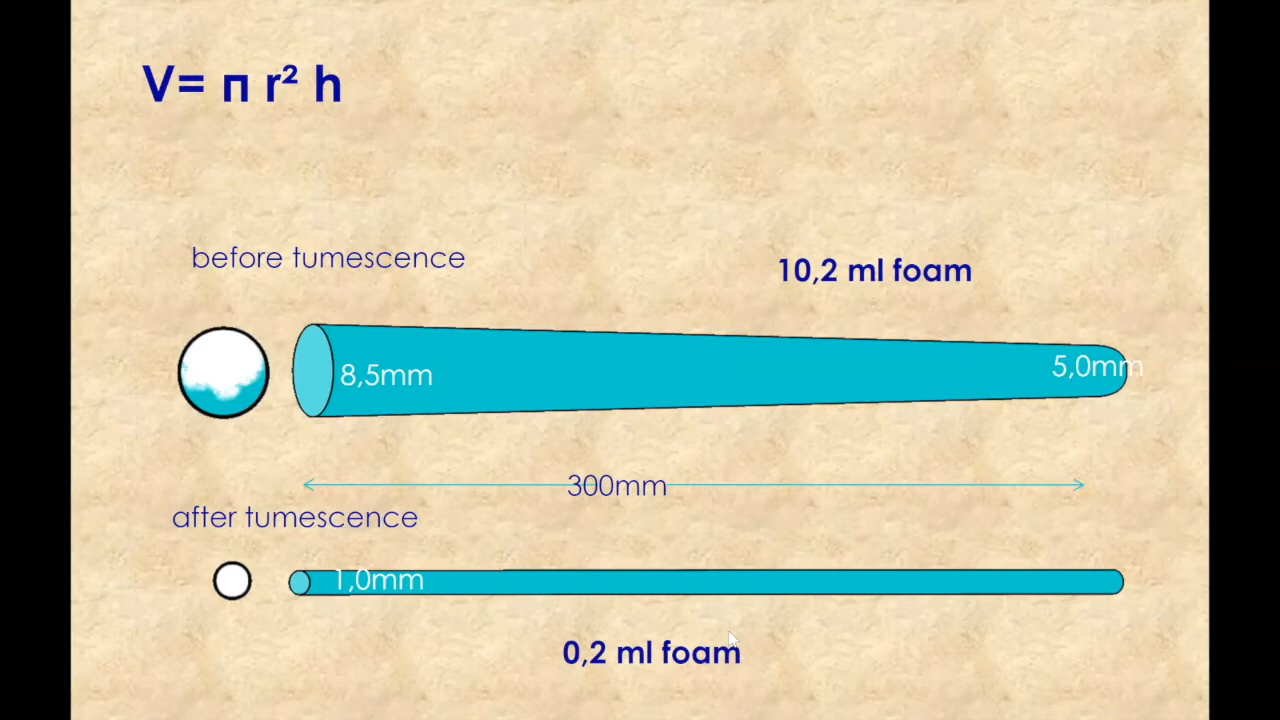 V= п r² h
before tumescence
10,2 ml foam
8,5mm
5,0mm
300mm
after tumescence
1,0mm
0,2 ml foam